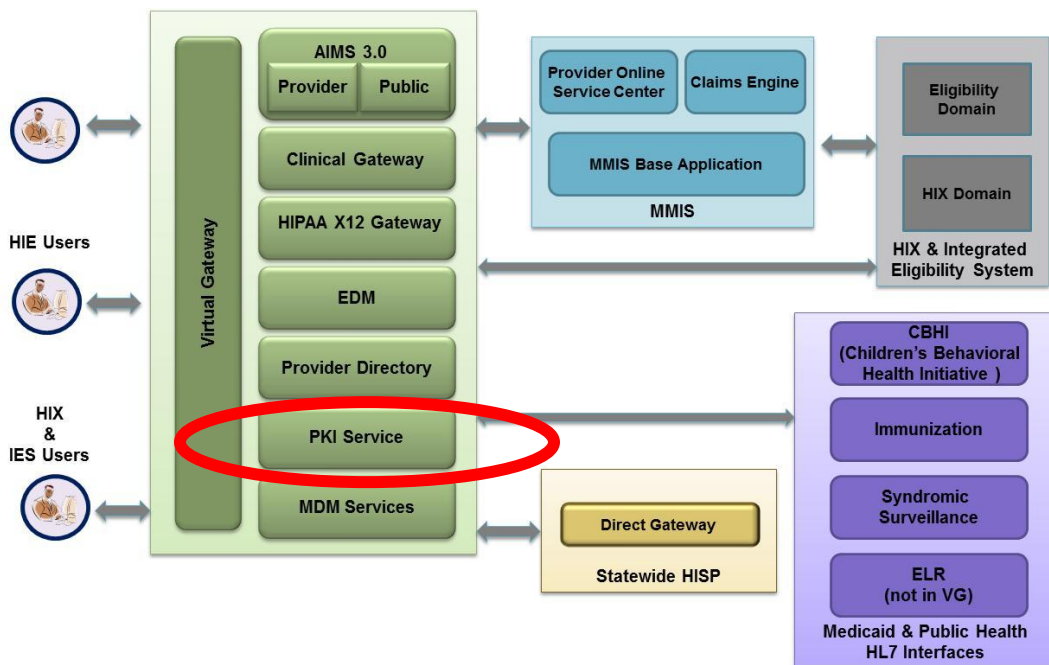 AIMS 3.0
Provider
Public
Clinical Gateway
HIPAA X12 Gateway
EDM
Provider Directory
PKI Service
MDM Services
Virtual Gateway
HIE Users
HIX
&
IES Users
Provider Online
Service Center
Claims Engine
MMIS Base Application
MMIS
Eligibility
Domain
HIX Domain
HIX & Integrated
Eligibility System
CBHI
(Children's Behavioral
Health Initiative )
Immunization
Syndromic
Surveillance
ELR
(not in VG)
Medicaid & Public Health
HL7 Interfaces
Direct Gateway
Statewide HISP